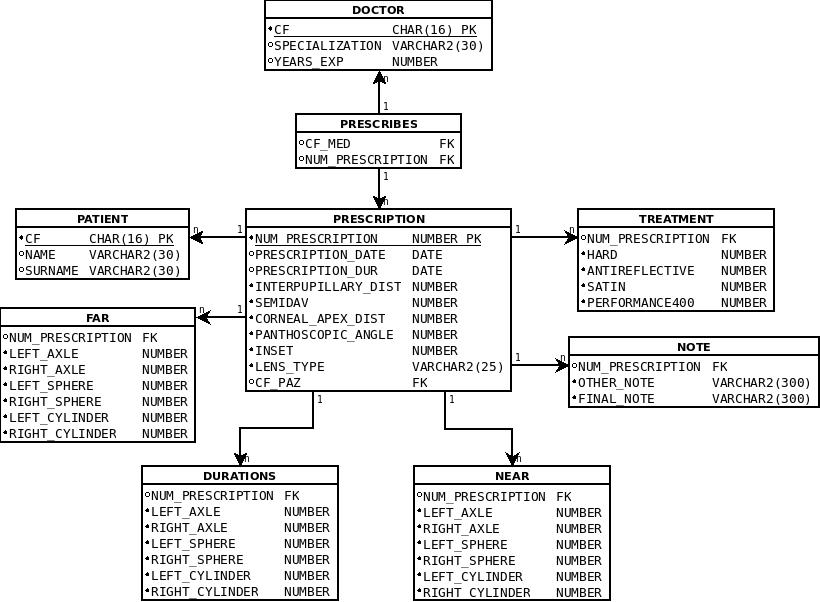 DOCTOR
CF CHAR(16) PK
SPECIALIZATION VARCHAR2(30)
YEARS_EXP NUMBER
n
1
PRESCRIBES
CF_MED FK
NUM_PRESCRIPTION FK
1
n
PATIENT
CF CHAR(16) PK
NAME VARCHAR2(30)
SURNAME VARCHAR2(30)
n
1
PRESCRIPTION
NUM_PRESCRIPTION NUMBER PK
PRESCRIPTION_DATE DATE
PRESCRIPTION_DUR DATE
INTERPUPILLARY_DIST NUMBER
SEMIDAV NUMBER
CORNEAL_APEX_DIST NUMBER
PANTHOSCOPIC_ANGLE NUMBER
INSET NUMBER
LENS_TYPE VARCHAR2(25)
CF_PAZ FK
1
n
TREATMENT
NUM_PRESCRIPTION FK
HARD NUMBER
ANTIREFLECTIVE NUMBER
SATIN NUMBER
PERFORMANCE400 NUMBER
n
1
FAR
NUM_PRESCRIPTION FK
LEFT_AXLE NUMBER
RIGHT_AXLE NUMBER
LEFT_SPHERE NUMBER
RIGHT_SPHERE NUMBER
LEFT_CYLINDER NUMBER
RIGHT_CYLINDER NUMBER
1
n
NOTE
NUM_PRESCRIPTION FK
OTHER_NOTE VARCHAR2(300)
FINAL_NOTE VARCHAR2(300)
1
n
DURATIONS
NUM_PRESCRIPTION FK
LEFT_AXLE NUMBER
RIGHT_AXLE NUMBER
LEFT_SPHERE NUMBER
RIGHT_SPHERE NUMBER
LEFT_CYLINDER NUMBER
RIGHT_CYLINDER NUMBER
1
n
NEAR
NUM_PRESCRIPTION FK
LEFT_AXLE NUMBER
RIGHT_AXLE NUMBER
LEFT_SPHERE NUMBER
RIGHT_SPHERE NUMBER
LEFT_CYLINDER NUMBER
RIGHT_CYLINDER NUMBER